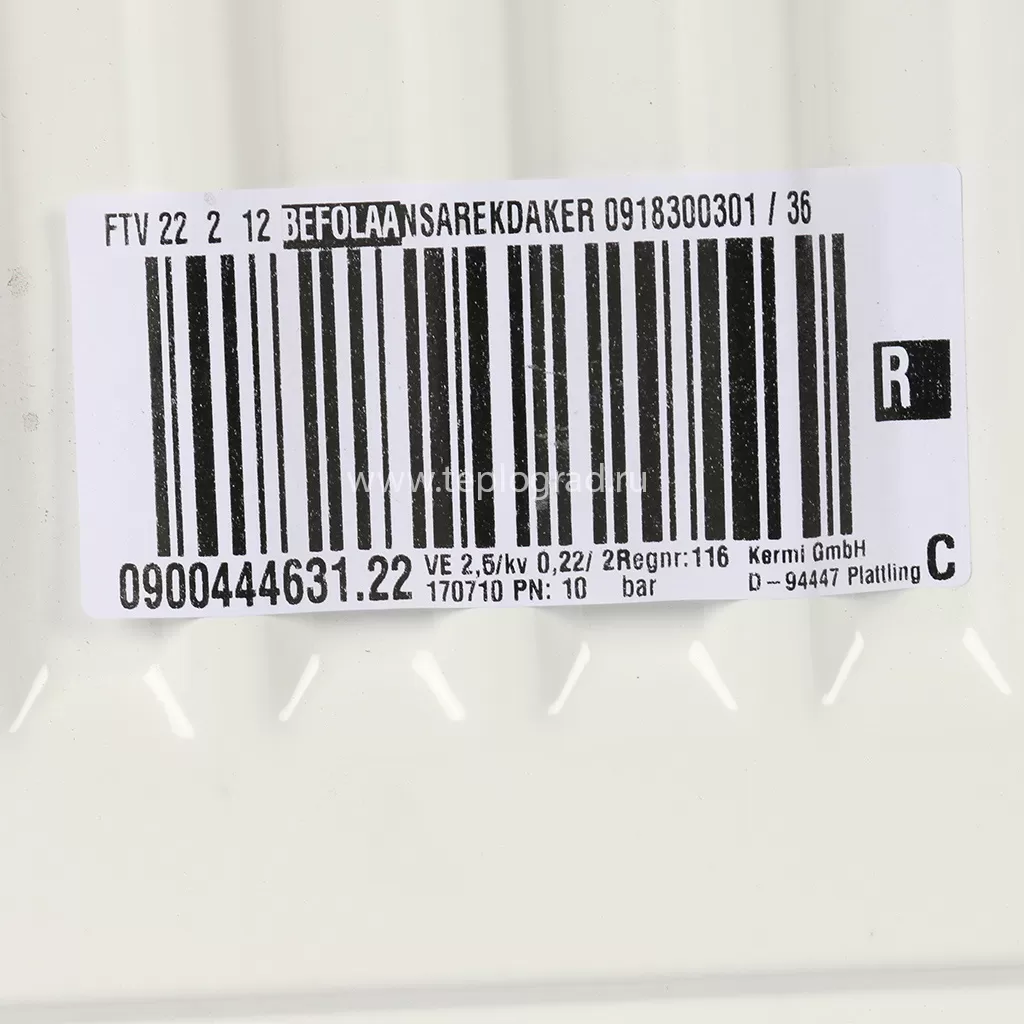 FTV 22 2 12 BEFOLAANSAREKDAKER 0918300301 / 36
R
www.teplograd.ru
0900444631.22
VE 2,5/kv 0,22/ 2Regnr:116
170710 PN: 10 bar
Kermi GmbH
D-94447 Plattling
C